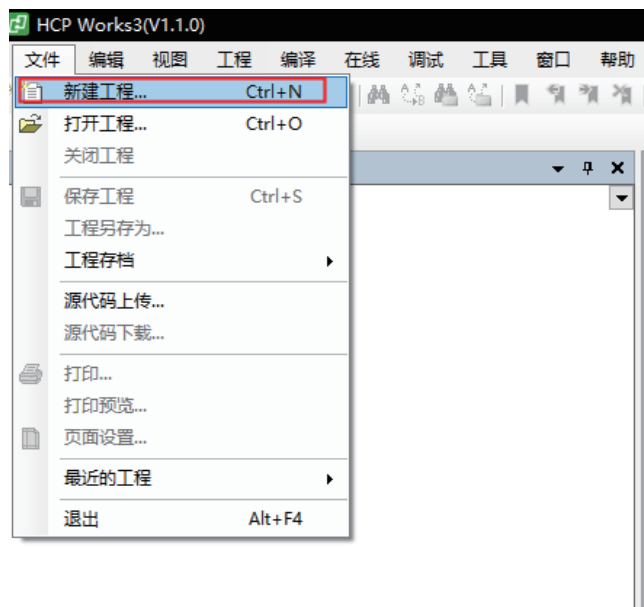 HCP Works3(V1.1.0)
文件 编辑 视图 工程 编译 在线 调试 工具 窗口 帮助
新建工程... Ctrl+N
打开工程... Ctrl+O
关闭工程
保存工程 Ctrl+S
工程另存为...
工程存档
源代码上传...
源代码下载...
打印...
打印预览...
页面设置...
最近的工程
退出 Alt+F4